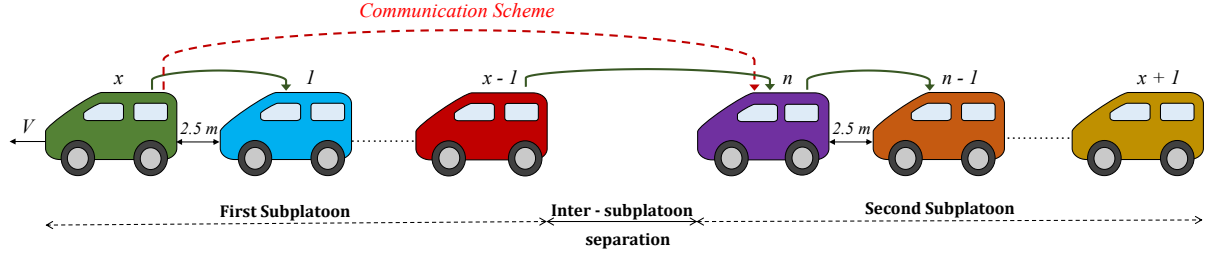 Communication Scheme
x
1
x - 1
n
n - 1
x + 1
V
2.5 m
2.5 m
First Subplatoon
Inter - subplatoon
separation
Second Subplatoon